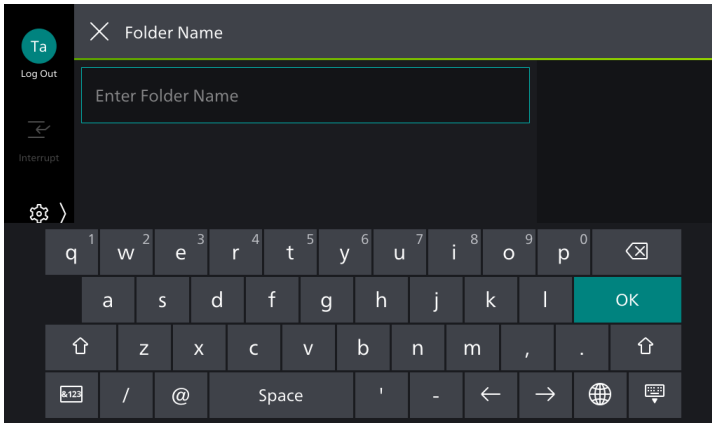 Ta
Log Out
Folder Name
Enter Folder Name
Interrupt
q 1 w 2 e 3 r 4 t 5 y 6 u 7 i 8 o 9 p 0
a s d f g h j k l OK
z x c v b n m , .
&123 / @ Space ' -